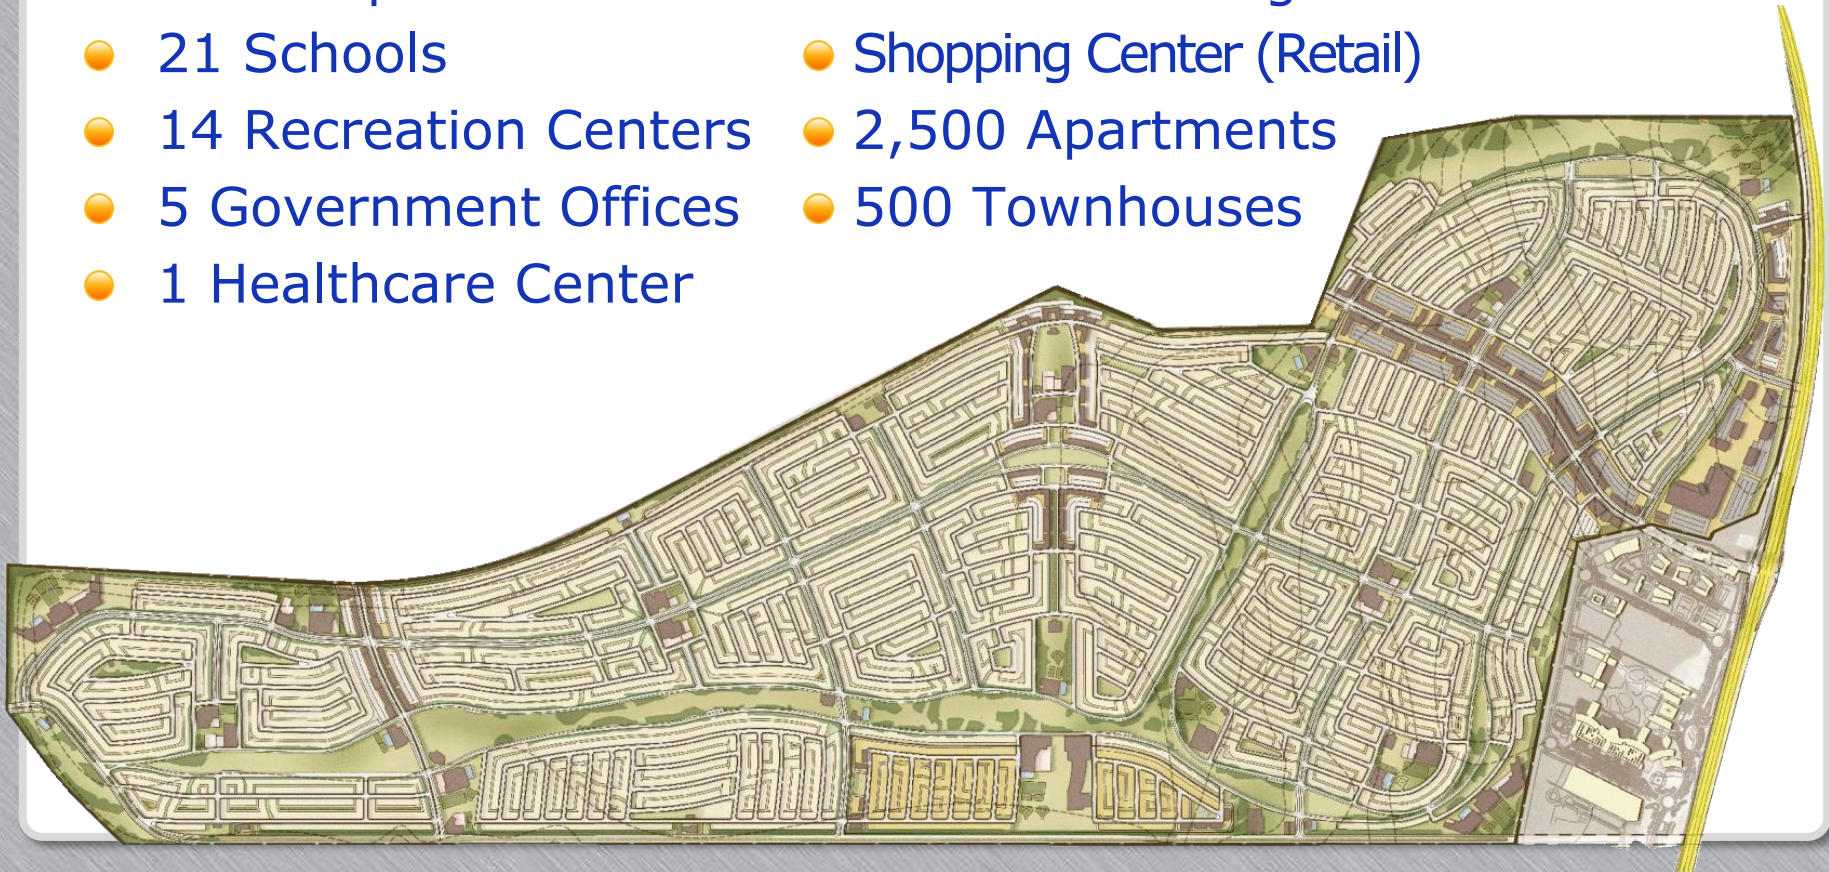 21 Schools
14 Recreation Centers
5 Government Offices
1 Healthcare Center
Shopping Center (Retail)
2,500 Apartments
500 Townhouses